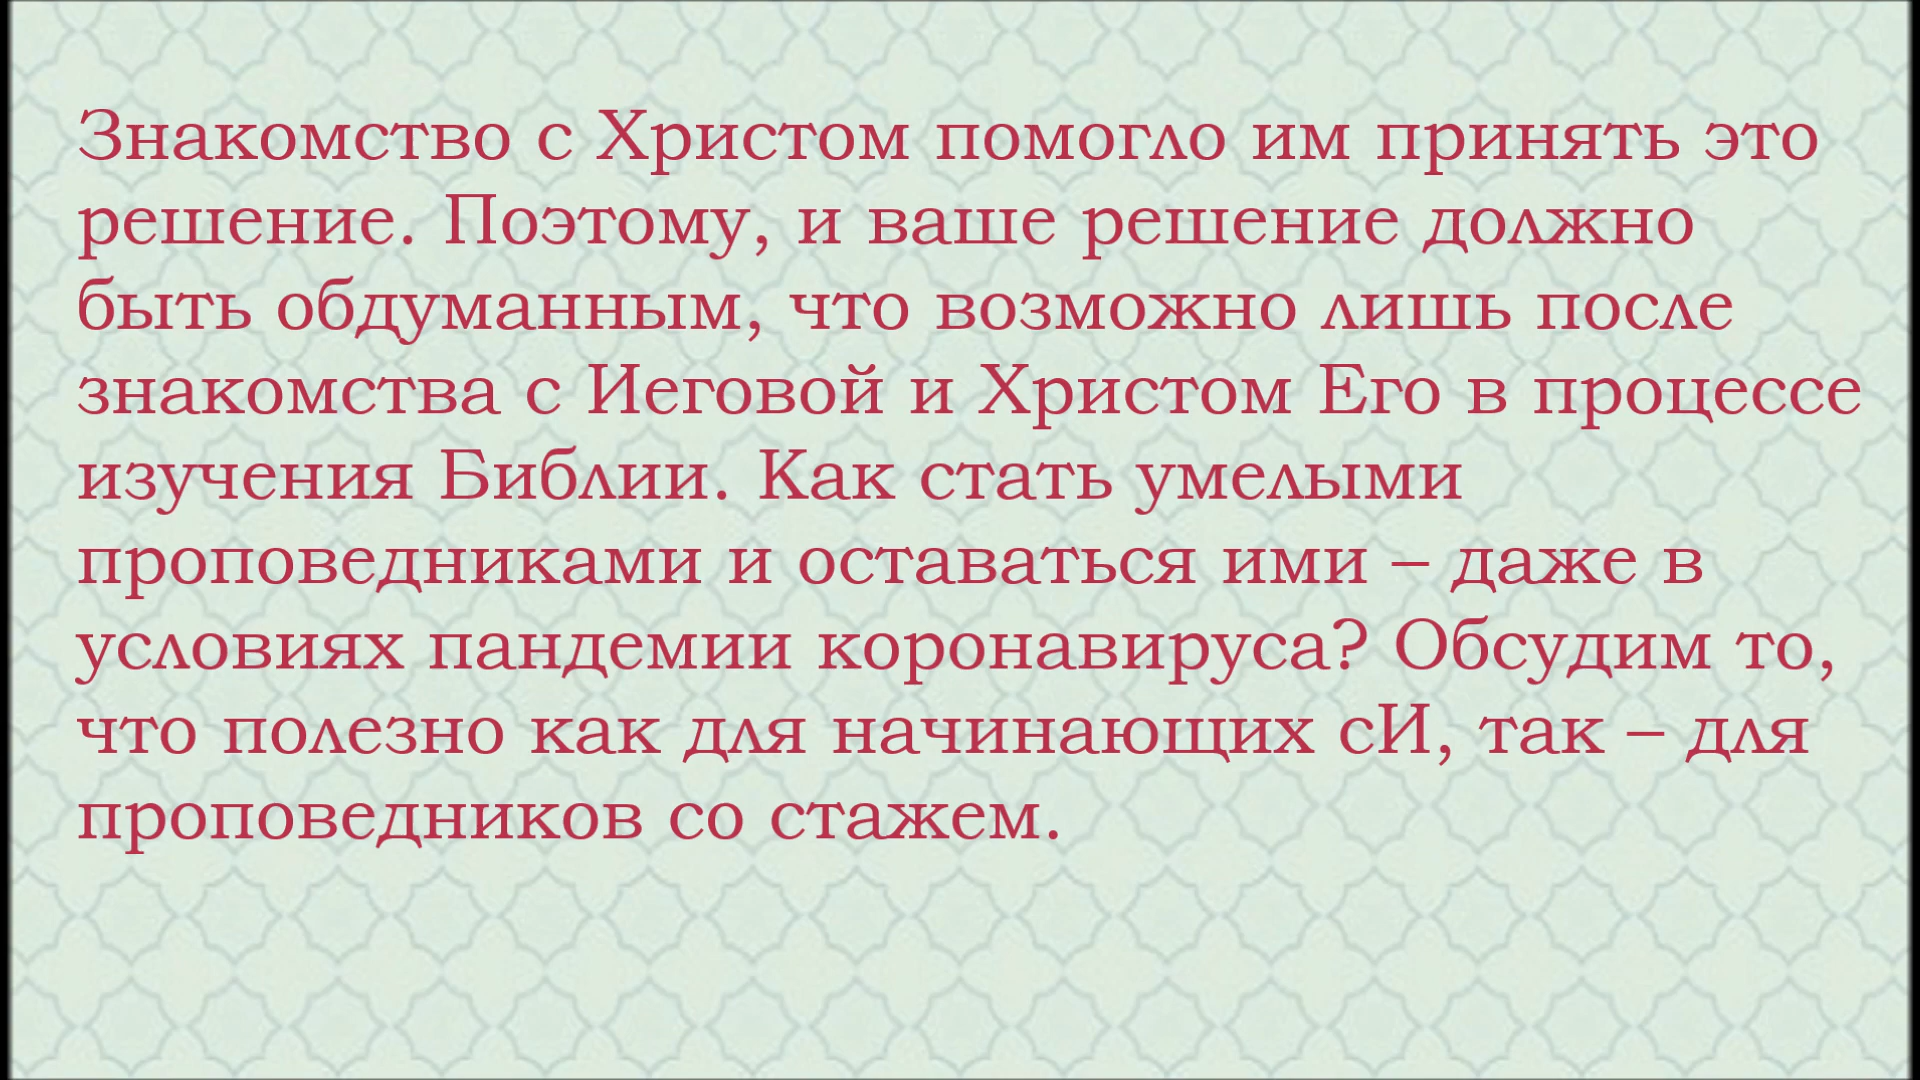 Знакомство с Христом помогло им принять это
решение. Поэтому, и ваше решение должно
быть обдуманным, что возможно лишь после
знакомства с Иеговой и Христом Его в процессе
изучения Библии. Как стать умелыми
проповедниками и оставаться ими – даже в
условиях пандемии коронавируса? Обсудим то,
что полезно как для начинающих сИ, так – для
проповедников со стажем.